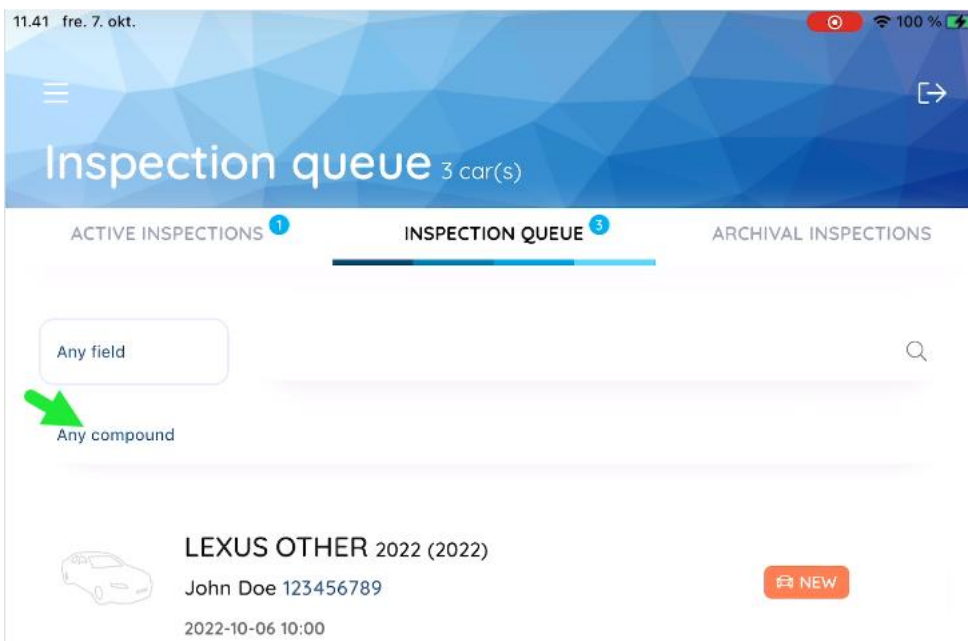 11.41 fre. 7. okt. 100 %
Inspection queue 3 car(s)
ACTIVE INSPECTIONS 1 INSPECTION QUEUE 3 ARCHIVAL INSPECTIONS
Any field
Any compound
LEXUS OTHER 2022 (2022)
John Doe 123456789
NEW
2022-10-06 10:00